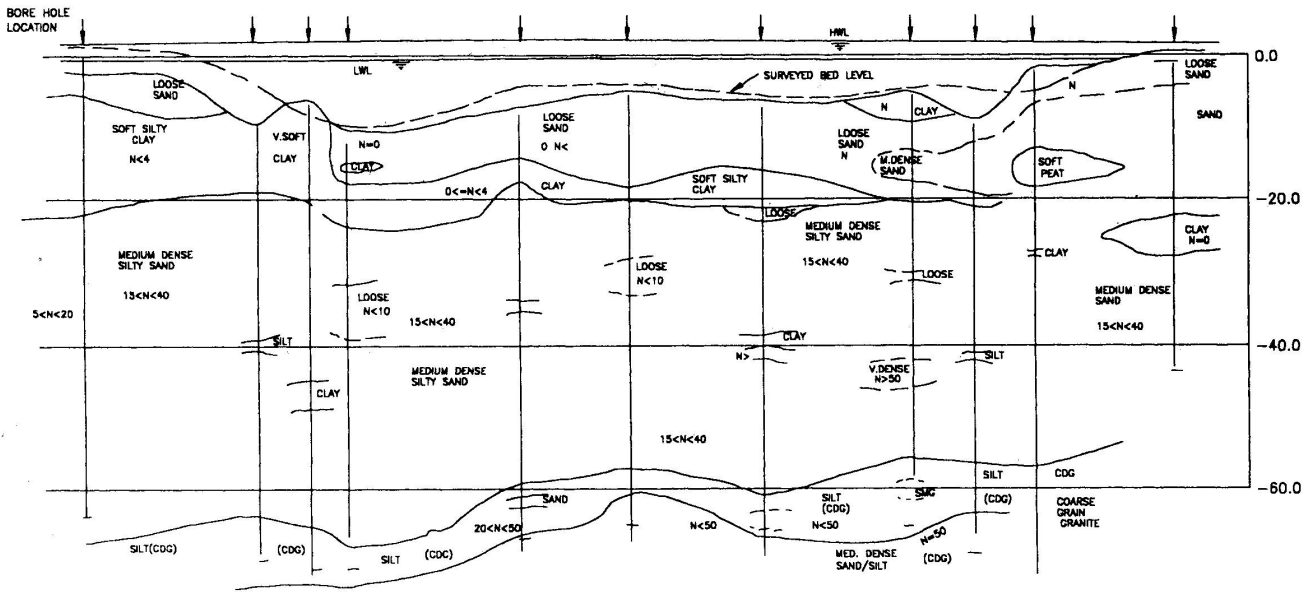 BORE HOLE
LOCATION
HWL
LWL
SURVEYED BED LEVEL
0.0
LOOSE
SAND
LOOSE
SAND
N
SAND
N
CLAY
SOFT SILTY
CLAY
N<4
V.SOFT
CLAY
N=0
LOOSE
SAND
0 N<
LOOSE
SAND
N
M.DENSE
SAND
SOFT
PEAT
CLAY
0<=N<4
CLAY
SOFT SILTY
CLAY
-20.0
LOOSE
MEDIUM DENSE
SILTY SAND
15<N<40
CLAY
N=0
CLAY
MEDIUM DENSE
SILTY SAND
15<N<40
LOOSE
N<10
LOOSE
LOOSE
N<10
MEDIUM DENSE
SAND
15<N<40
5<N<20
15<N<40
SILT
CLAY
N>
SILT
-40.0
MEDIUM DENSE
SILTY SAND
V.DENSE
N>50
CLAY
15<N<40
SILT
CDG
SAND
SILT
(CDG)
SMG
(CDG)
-60.0
COARSE
GRAIN
GRANITE
20<N<50
N<50
N<50
N=50
SILT(CDG)
(CDG)
SILT
(CDG)
MED. DENSE
SAND/SILT
(CDG)